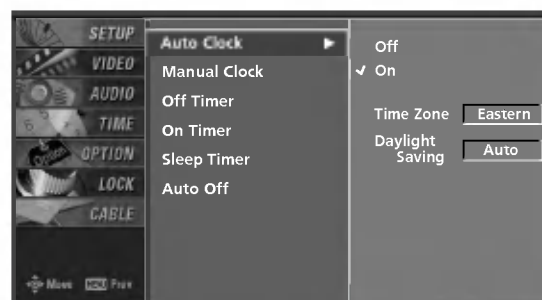 SETUP
VIDEO
AUDIO
TIME
OPTION
LOCK
CABLE
Move MENU Prev
Auto Clock
Manual Clock
Off Timer
On Timer
Sleep Timer
Auto Off
Off
✓ On
Time Zone Eastern
Daylight
Saving Auto